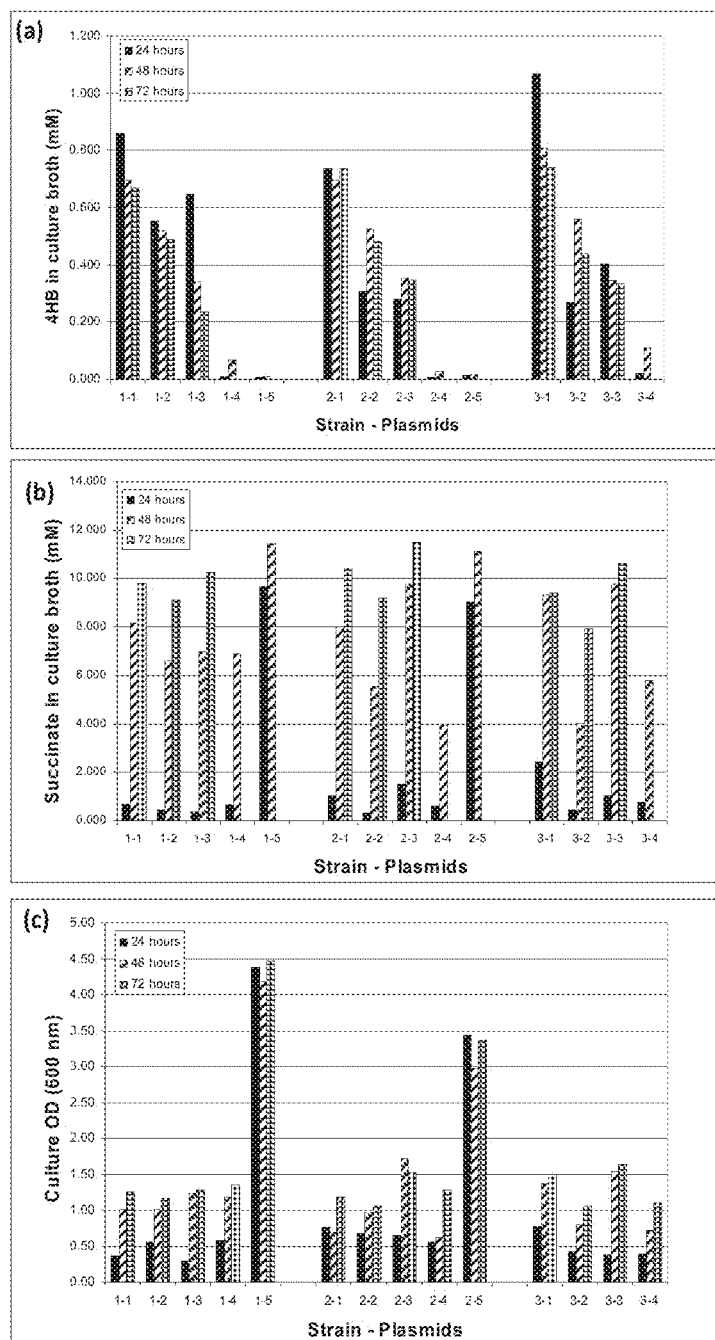 (a)
1.200
1.000
0.800
0.600
0.400
0.200
0.000
4HB in culture broth (mM)
24 hours
48 hours
72 hours
1-1 1-2 1-3 1-4 1-5 2-1 2-2 2-3 2-4 2-5 3-1 3-2 3-3 3-4
Strain - Plasmids
(b)
14.000
12.000
10.000
8.000
6.000
4.000
2.000
0.000
Succinate in culture broth (mM)
24 hours
48 hours
72 hours
1-1 1-2 1-3 1-4 1-5 2-1 2-2 2-3 2-4 2-5 3-1 3-2 3-3 3-4
Strain - Plasmids
(c)
5.00
4.50
4.00
3.50
3.00
2.50
2.00
1.50
1.00
0.50
0.00
Culture OD (600 nm)
24 hours
48 hours
72 hours
1-1 1-2 1-3 1-4 1-5 2-1 2-2 2-3 2-4 2-5 3-1 3-2 3-3 3-4
Strain - Plasmids